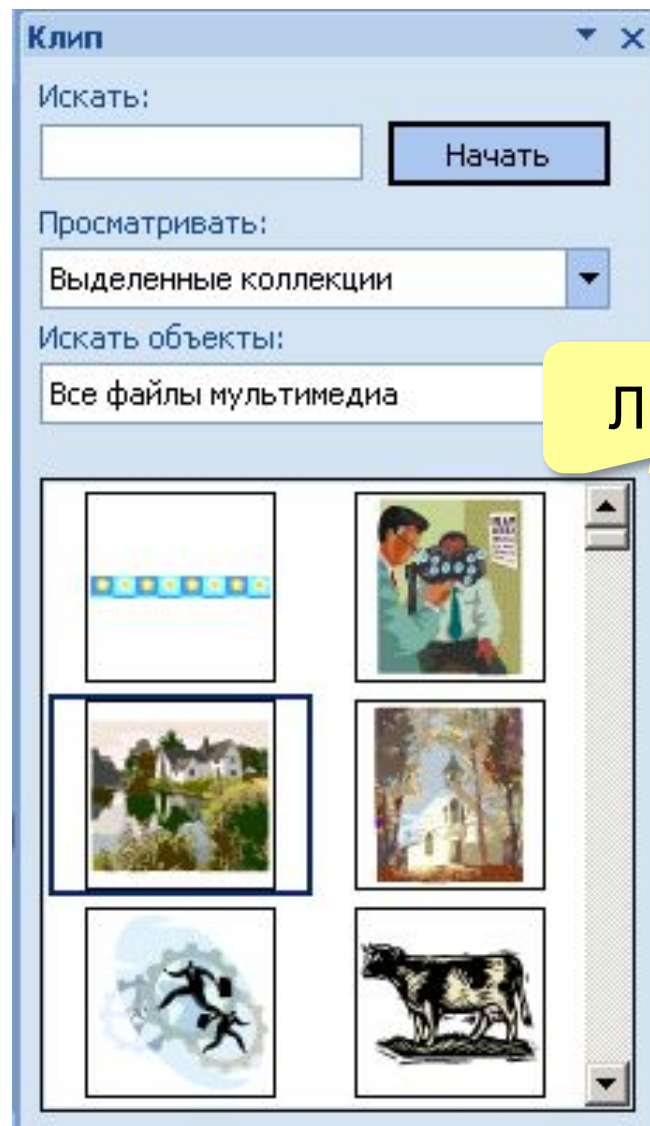 Клип
Искать:
Начать
Просматривать:
Выделенные коллекции
Искать объекты:
Все файлы мультимедиа
Л